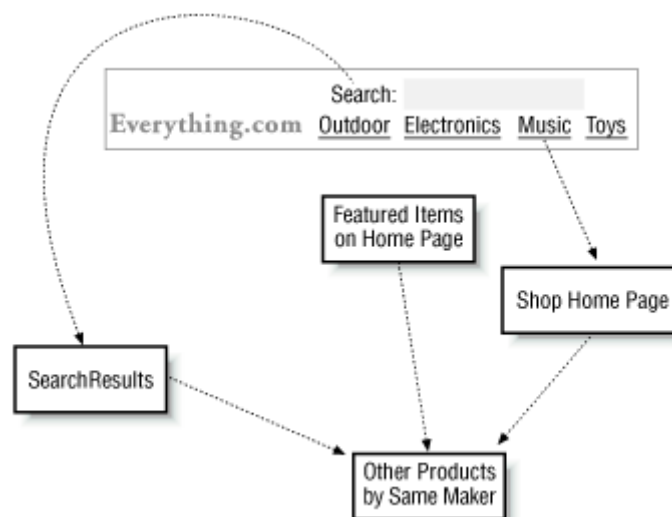 Search:
Everything.com Outdoor Electronics Music Toys
Featured Items
on Home Page
Shop Home Page
SearchResults
Other Products
by Same Maker